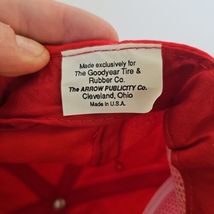 Made exclusively for
The Goodyear Tire &
Rubber Co.
The ARROW PUBLICITY Co.
Cleveland, Ohio
Made in U.S.A.